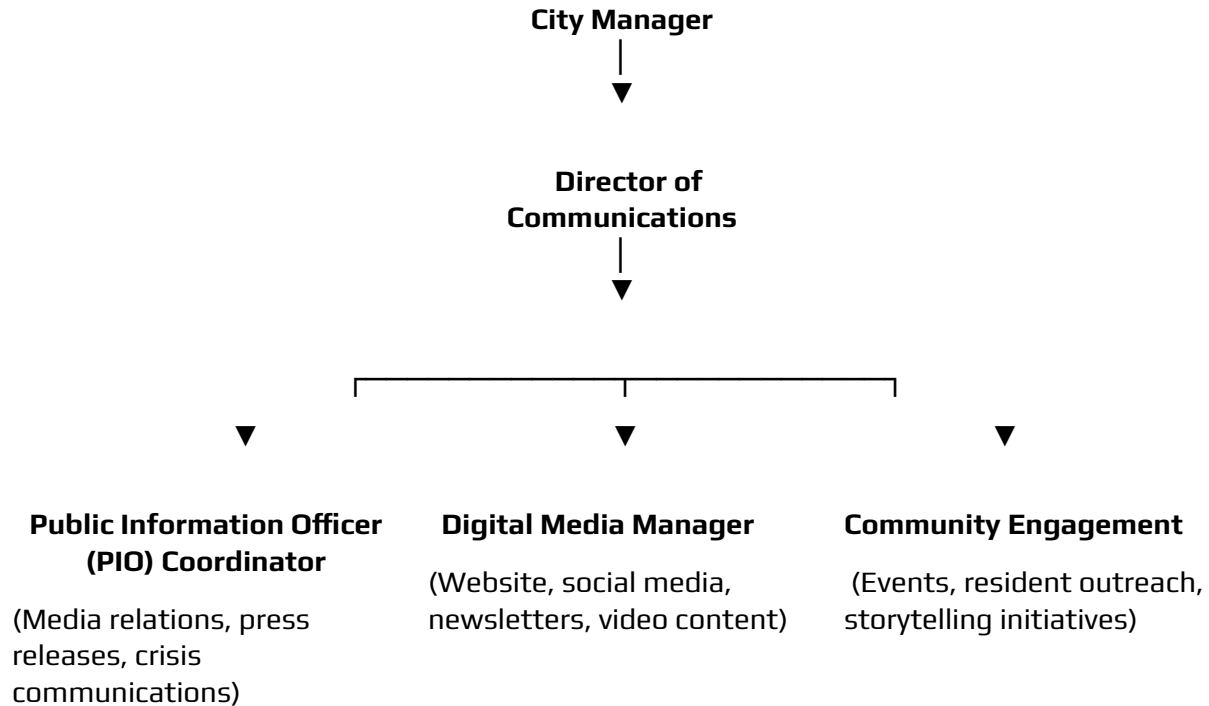 City Manager
Director of
Communications
Public Information Officer
(PIO) Coordinator
(Media relations, press
releases, crisis
communications)
Digital Media Manager
(Website, social media,
newsletters, video content)
Community Engagement
(Events, resident outreach,
storytelling initiatives)